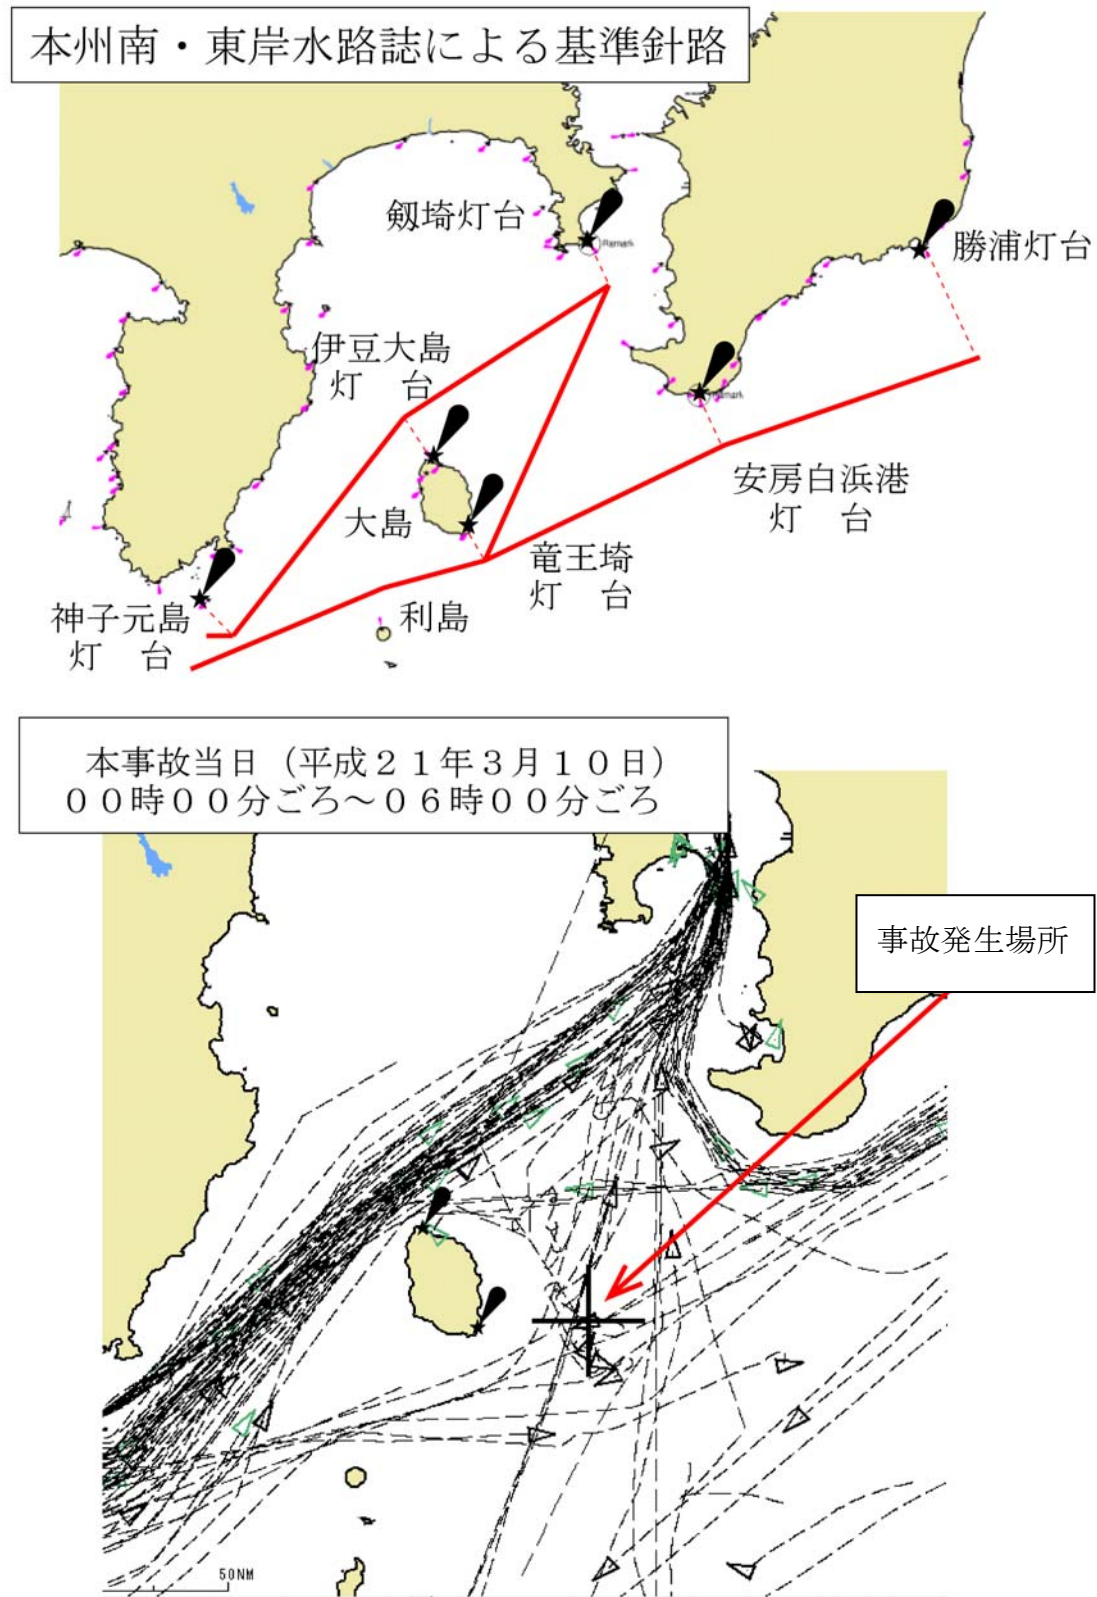 本州南・東岸水路誌による基準針路
剱埼灯台
Ramark
勝浦灯台
伊豆大島
灯 台
Ramark
安房白浜港
灯 台
大島
竜王埼
灯 台
神子元島
灯 台
利島
本事故当日（平成２１年３月１０日）
００時００分ごろ～０６時００分ごろ
事故発生場所
50NM